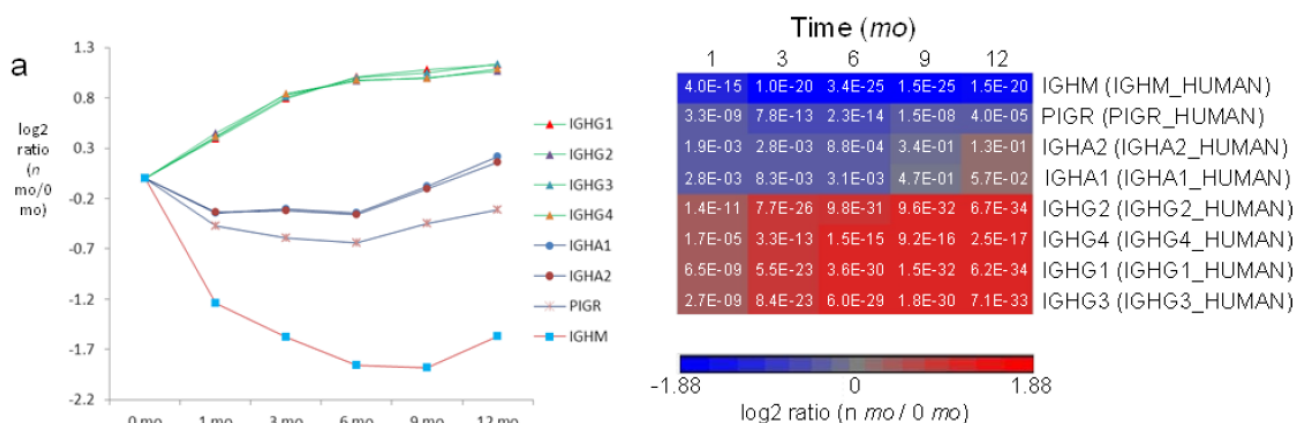 a
log2
ratio (n
mo/0
mo)
1.3
0.8
0.3
-0.2
-0.7
-1.2
-1.7
-2.2
0 mo 1 mo 3 mo 6 mo 9 mo 12 mo
IGHG1
IGHG2
IGHG3
IGHG4
IGHA1
IGHA2
PIGR
IGHM
Time (mo)
1 3 6 9 12
4.0E-15 1.0E-20 3.4E-25 1.5E-25 1.5E-20 IGHM (IGHM_HUMAN)
3.3E-09 7.8E-13 2.3E-14 1.5E-08 4.0E-05 PIGR (PIGR_HUMAN)
1.9E-03 2.8E-03 8.8E-04 3.4E-01 1.3E-01 IGHA2 (IGHA2_HUMAN)
2.8E-03 8.3E-03 3.1E-03 4.7E-01 5.7E-02 IGHA1 (IGHA1_HUMAN)
1.4E-11 7.7E-26 9.8E-31 9.6E-32 6.7E-34 IGHG2 (IGHG2_HUMAN)
1.7E-05 3.3E-13 1.5E-15 9.2E-16 2.5E-17 IGHG4 (IGHG4_HUMAN)
6.5E-09 5.5E-23 3.6E-30 1.5E-32 6.2E-34 IGHG1 (IGHG1_HUMAN)
2.7E-09 8.4E-23 6.0E-29 1.8E-30 7.1E-33 IGHG3 (IGHG3_HUMAN)
-1.88 0 1.88
log2 ratio (n mo / 0 mo)